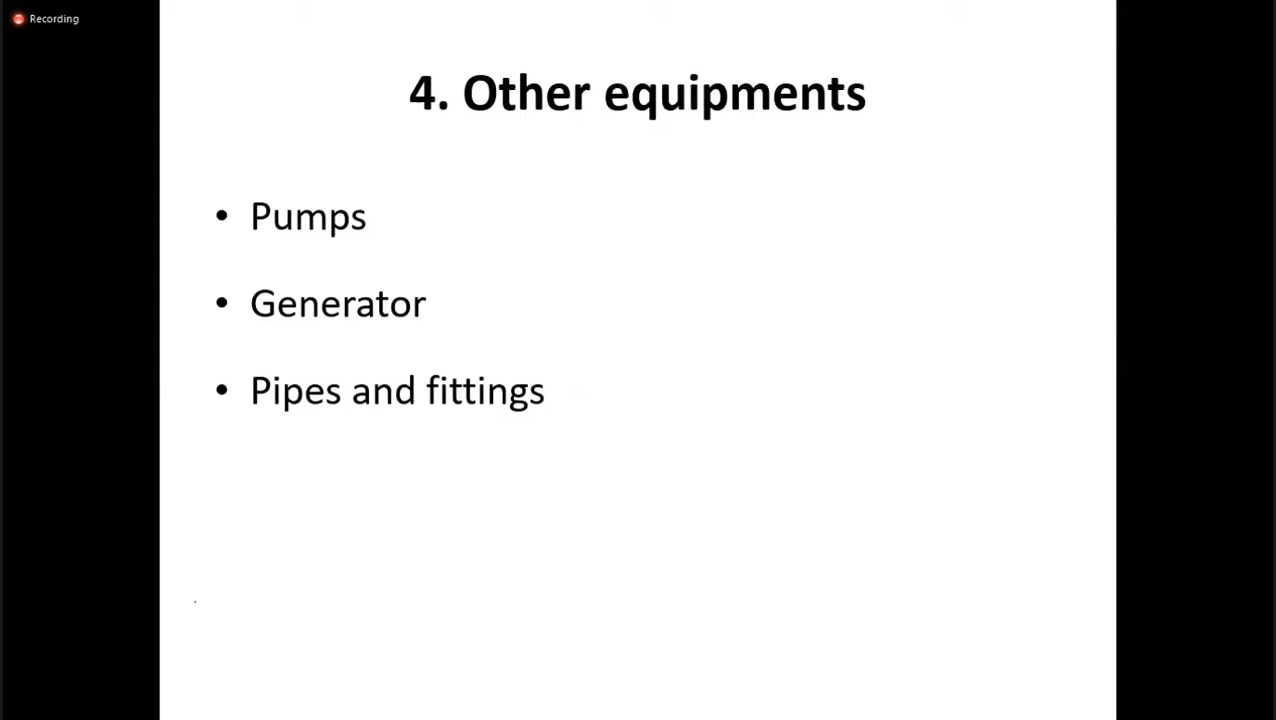 Recording
4. Other equipments
• Pumps
• Generator
• Pipes and fittings